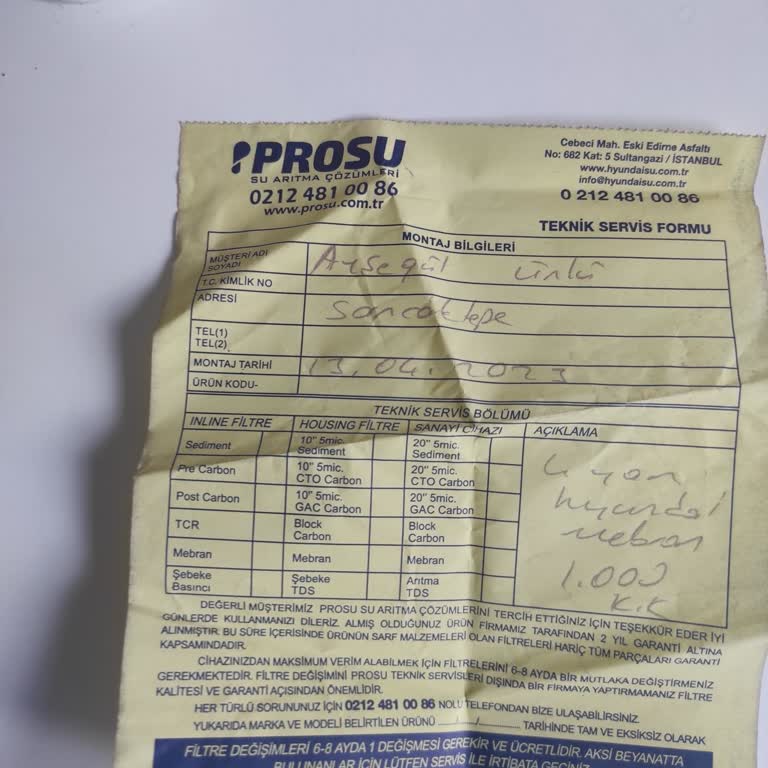 PROSU
SU ARITMA ÇÖZÜMLERİ
0212 481 00 86
www.prosu.com.tr
Cebeci Mah. Eski Edirne Asfaltı
No: 682 Kat: 5 Sultangazi / İSTANBUL
www.hyundaisu.com.tr
info@hyundaisu.com.tr
0 212 481 00 86
TEKNİK SERVİS FORMU
MONTAJ BİLGİLERİ
MÜŞTERİ ADI SOYADI Ayşegül Ünlü
T.C. KİMLİK NO
ADRESİ Sancaktepe
TEL(1)
TEL(2)
MONTAJ TARİHİ 13.04.2023
ÜRÜN KODU-
TEKNİK SERVİS BÖLÜMÜ
INLINE FİLTRE HOUSING FİLTRE SANAYİ CİHAZI AÇIKLAMA
Sediment 10" 5mic. Sediment 20" 5mic. Sediment
Pre Carbon 10" 5mic. CTO Carbon 20" 5mic. CTO Carbon
Post Carbon 10" 5mic. GAC Carbon 20" 5mic. GAC Carbon
TCR Block Carbon Block Carbon
Mebran Mebran Mebran
Şebeke Basıncı Şebeke TDS Arıtma TDS
hyundai
mebran
1.000
K.K
DEĞERLİ MÜŞTERİMİZ PROSU SU ARITMA ÇÖZÜMLERİNİ TERCİH ETTİĞİNİZ İÇİN TEŞEKKÜR EDER İYİ
GÜNLERDE KULLANMANIZI DİLERİZ. ALMIŞ OLDUĞUNUZ ÜRÜN FİRMAMIZ TARAFINDAN 2 YIL GARANTİ ALTINA
ALINMIŞTIR. BU SÜRE İÇERİSİNDE ÜRÜNÜN SARF MALZEMELERİ OLAN FİLTRELERİ HARİÇ TÜM PARÇALARI GARANTİ
KAPSAMINDADIR.
CİHAZINIZDAN MAKSIMUM VERİM ALABİLMEK İÇİN FİLTRELERİNİ 6-8 AYDA BİR MUTLAKA DEĞİŞTİRMENİZ
GEREKMEKTEDİR. FİLTRE DEĞİŞİMİNİ PROSU TEKNİK SERVİSLERİ DIŞINDA BİR FİRMAYA YAPTIRMAMANIZ FİLTRE
KALİTESİ VE GARANTİ AÇISINDAN ÖNEMLİDİR.
HER TÜRLÜ SORUNUNUZ İÇİN 0212 481 00 86 NOLU TELEFONDAN BİZE ULAŞABİLİRSİNİZ.
YUKARIDA MARKA VE MODELİ BELİRTİLEN ÜRÜNÜ ..../..../.... TARİHİNDE TAM VE EKSİKSİZ OLARAK
FİLTRE DEĞİŞİMLERİ 6-8 AYDA 1 DEĞİŞMESİ GEREKİR VE ÜCRETLİDİR. AKSİ BEYANATTA
BULUNANLAR İÇİN LÜTFEN SERVİS İLE İRTİBATA GEÇİNİZ